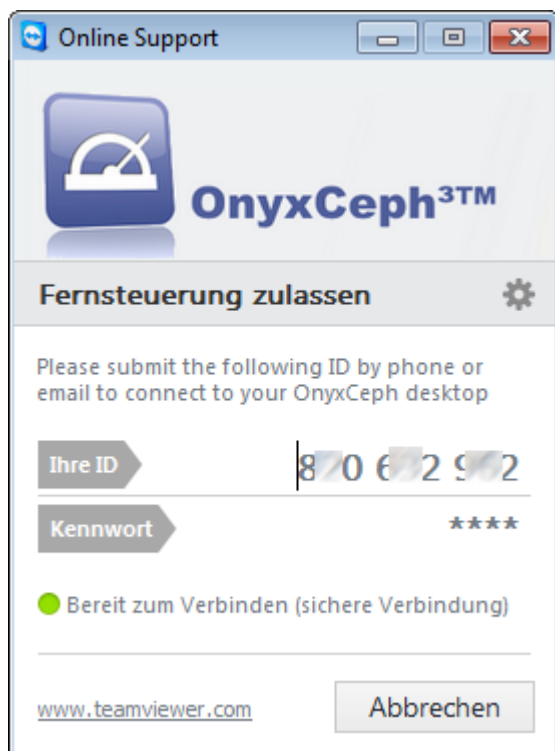 Online Support
OnyxCeph³™
Fernsteuerung zulassen
Please submit the following ID by phone or
email to connect to your OnyxCeph desktop
Ihre ID
Kennwort
****
Bereit zum Verbinden (sichere Verbindung)
www.teamviewer.com
Abbrechen